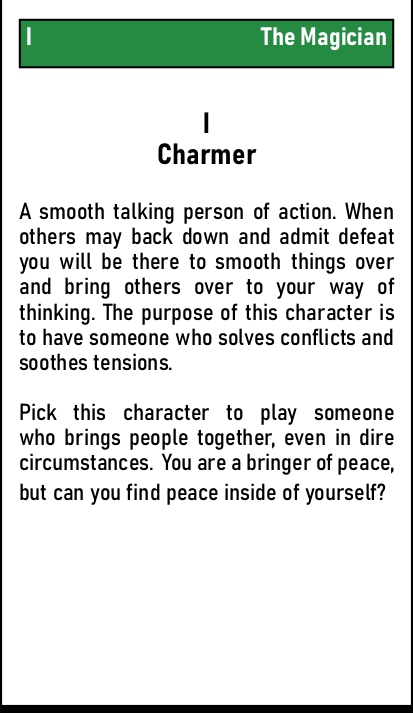 I The Magician
I
Charmer
A smooth talking person of action. When
others may back down and admit defeat
you will be there to smooth things over
and bring others over to your way of
thinking. The purpose of this character is
to have someone who solves conflicts and
soothes tensions.
Pick this character to play someone
who brings people together, even in dire
circumstances. You are a bringer of peace,
but can you find peace inside of yourself?